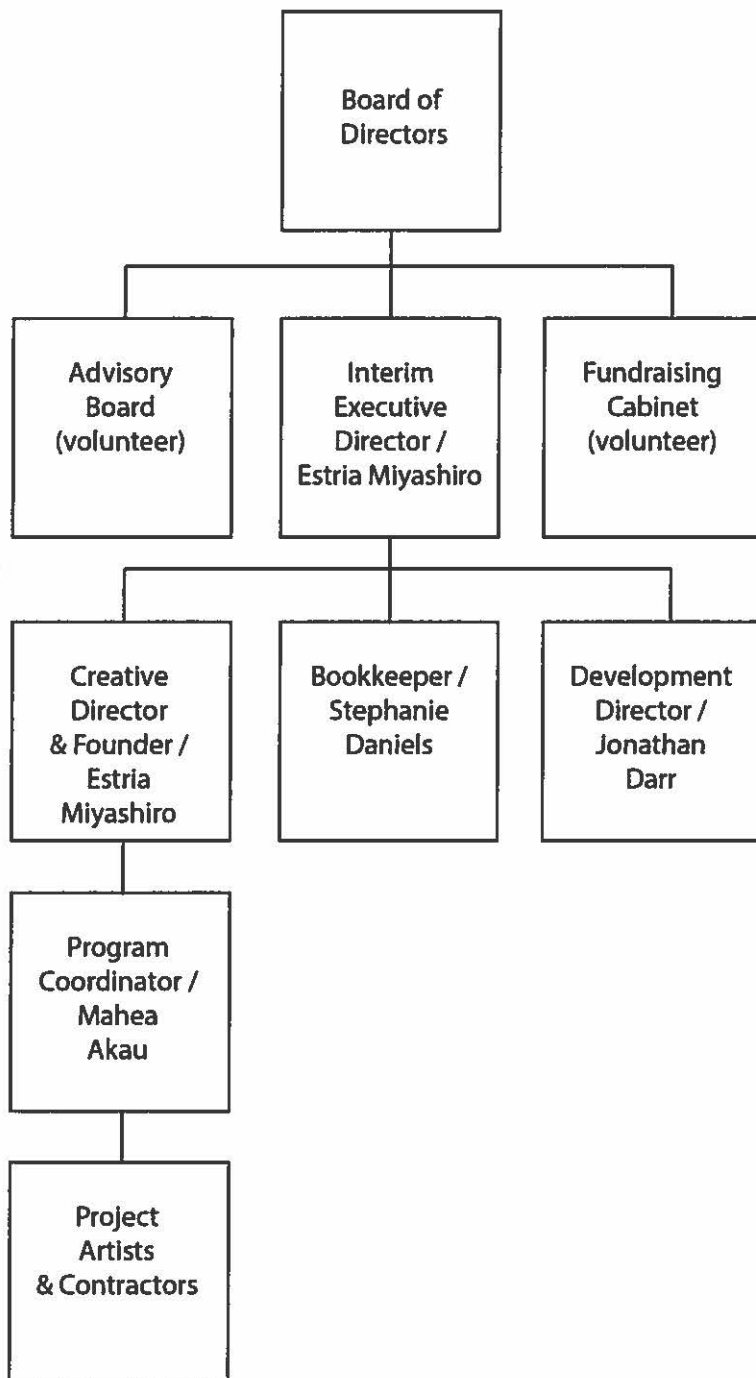 Board of
Directors
Advisory
Board
(volunteer)
Interim
Executive
Director /
Estria Miyashiro
Fundraising
Cabinet
(volunteer)
Creative
Director
& Founder /
Estria
Miyashiro
Bookkeeper /
Stephanie
Daniels
Development
Director /
Jonathan
Darr
Program
Coordinator /
Mahea
Akau
Project
Artists
& Contractors